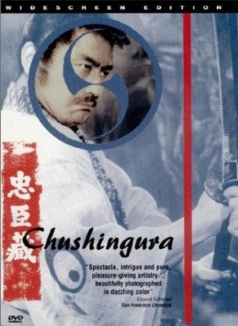 WIDESCREEN EDITION
忠臣藏
Chushingura
"Spectacle, intrigue and pure,
pleasure-giving artistry...
beautifully photographed
in dazzling color"
San Francisco Chronicle
DVD